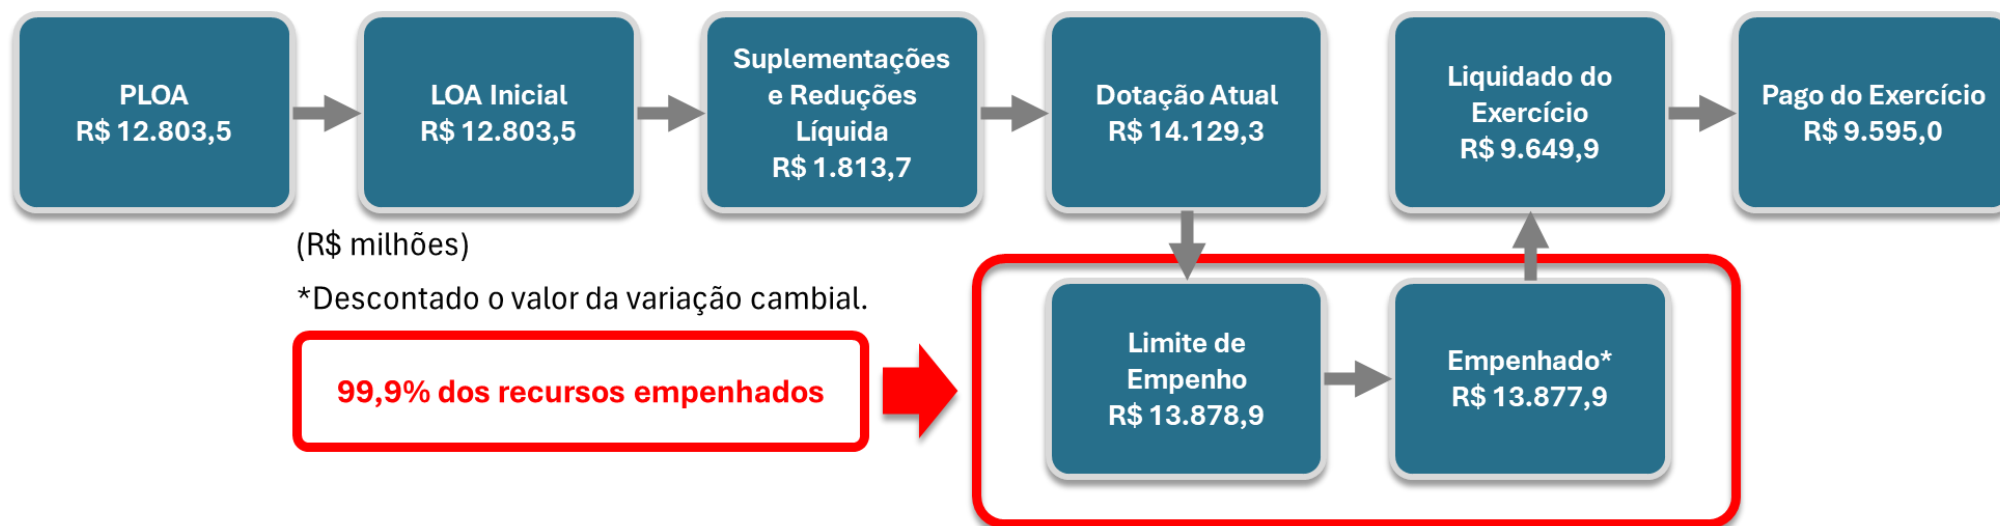 PLOA
R$ 12.803,5
LOA Inicial
R$ 12.803,5
Suplementações
e Reduções
Líquida
R$ 1.813,7
Dotação Atual
R$ 14.129,3
Liquidado do
Exercício
R$ 9.649,9
Pago do Exercício
R$ 9.595,0
(R$ milhões)
*Descontado o valor da variação cambial.
99,9% dos recursos empenhados
Limite de
Empenho
R$ 13.878,9
Empenhado*
R$ 13.877,9